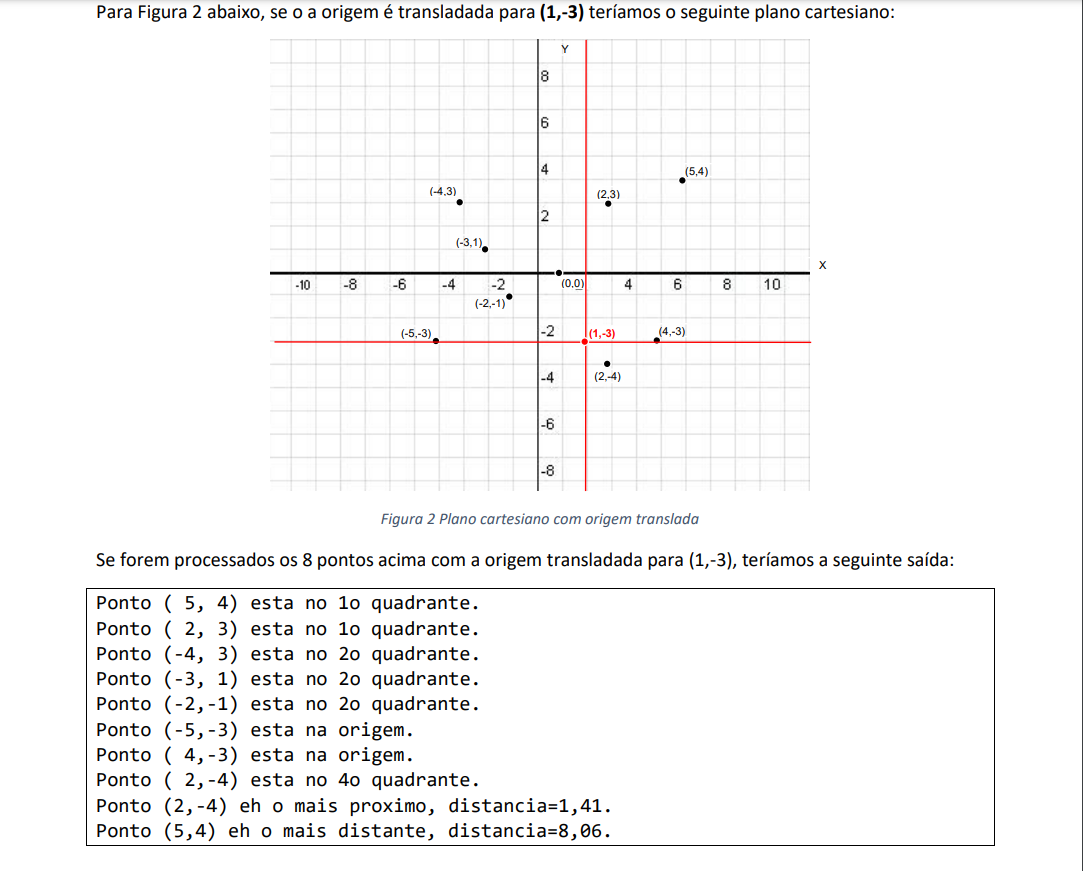 Para Figura 2 abaixo, se o a origem é transladada para (1,-3) teríamos o seguinte plano cartesiano:
Y
8
6
4
(5,4)
(-4,3)
(2,3)
2
(-3,1)
X
-10 -8 -6 -4 -2 (0,0) 4 6 8 10
(-2,-1)
(-5,-3) -2 (1,-3) (4,-3)
-4 (2,-4)
-6
-8
Figura 2 Plano cartesiano com origem translada
Se forem processados os 8 pontos acima com a origem transladada para (1,-3), teríamos a seguinte saída:
Ponto ( 5, 4) esta no 1o quadrante.
Ponto ( 2, 3) esta no 1o quadrante.
Ponto (-4, 3) esta no 2o quadrante.
Ponto (-3, 1) esta no 2o quadrante.
Ponto (-2,-1) esta no 2o quadrante.
Ponto (-5,-3) esta na origem.
Ponto ( 4,-3) esta na origem.
Ponto ( 2,-4) esta no 4o quadrante.
Ponto (2,-4) eh o mais proximo, distancia=1,41.
Ponto (5,4) eh o mais distante, distancia=8,06.